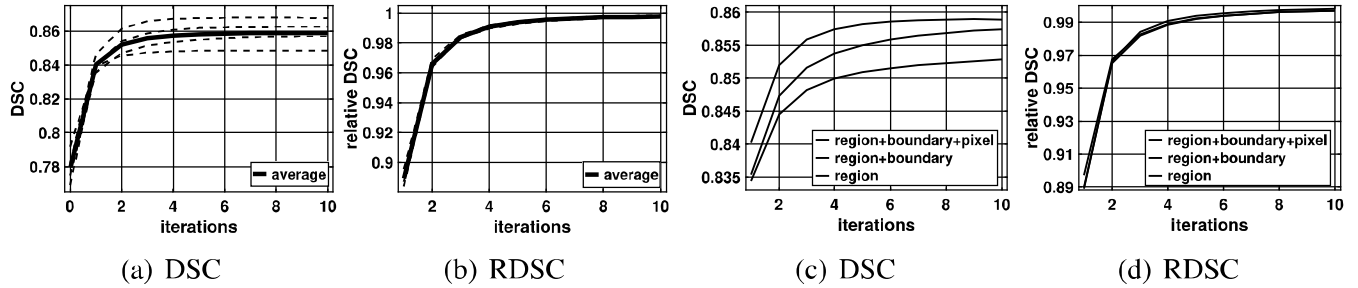 0.86
0.84
0.82
0.8
0.78
DSC
0 2 4 6 8 10
iterations
average
(a) DSC
1
0.98
0.96
0.94
0.92
0.9
relative DSC
2 4 6 8 10
iterations
average
(b) RDSC
0.86
0.855
0.85
0.845
0.84
0.835
DSC
2 4 6 8 10
iterations
region+boundary+pixel
region+boundary
region
(c) DSC
0.99
0.97
0.95
0.93
0.91
0.89
relative DSC
2 4 6 8 10
iterations
region+boundary+pixel
region+boundary
region
(d) RDSC